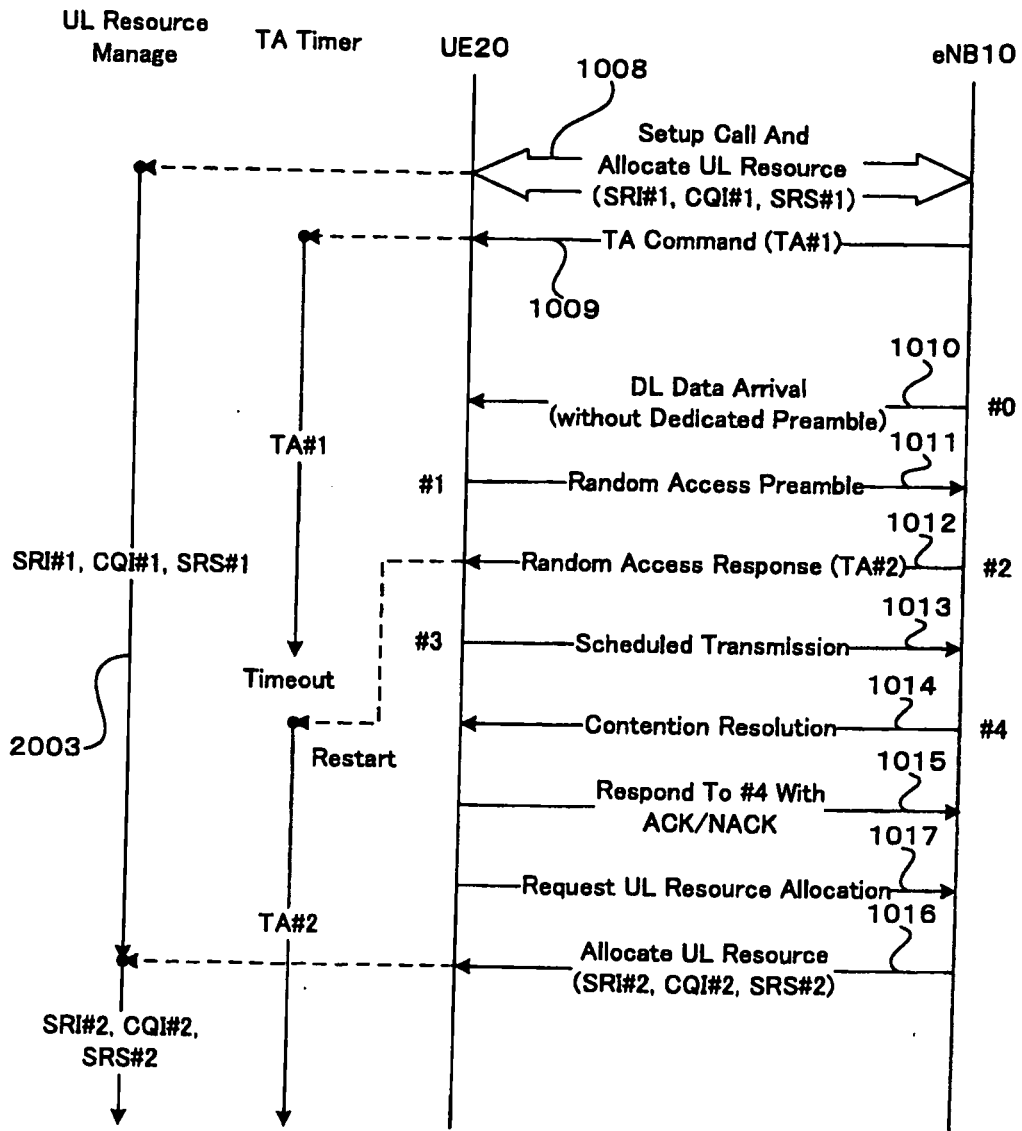 UL Resource
Manage
TA Timer
UE20
eNB10
1008
Setup Call And
Allocate UL Resource
(SRI#1, CQI#1, SRS#1)
TA Command (TA#1)
1009
1010
DL Data Arrival
(without Dedicated Preamble)
#0
TA#1
1011
#1
Random Access Preamble
1012
SRI#1, CQI#1, SRS#1
Random Access Response (TA#2)
#2
1013
#3
Scheduled Transmission
Timeout
1014
Contention Resolution
#4
2003
Restart
1015
Respond To #4 With
ACK/NACK
1017
Request UL Resource Allocation
1016
TA#2
Allocate UL Resource
(SRI#2, CQI#2, SRS#2)
SRI#2, CQI#2,
SRS#2